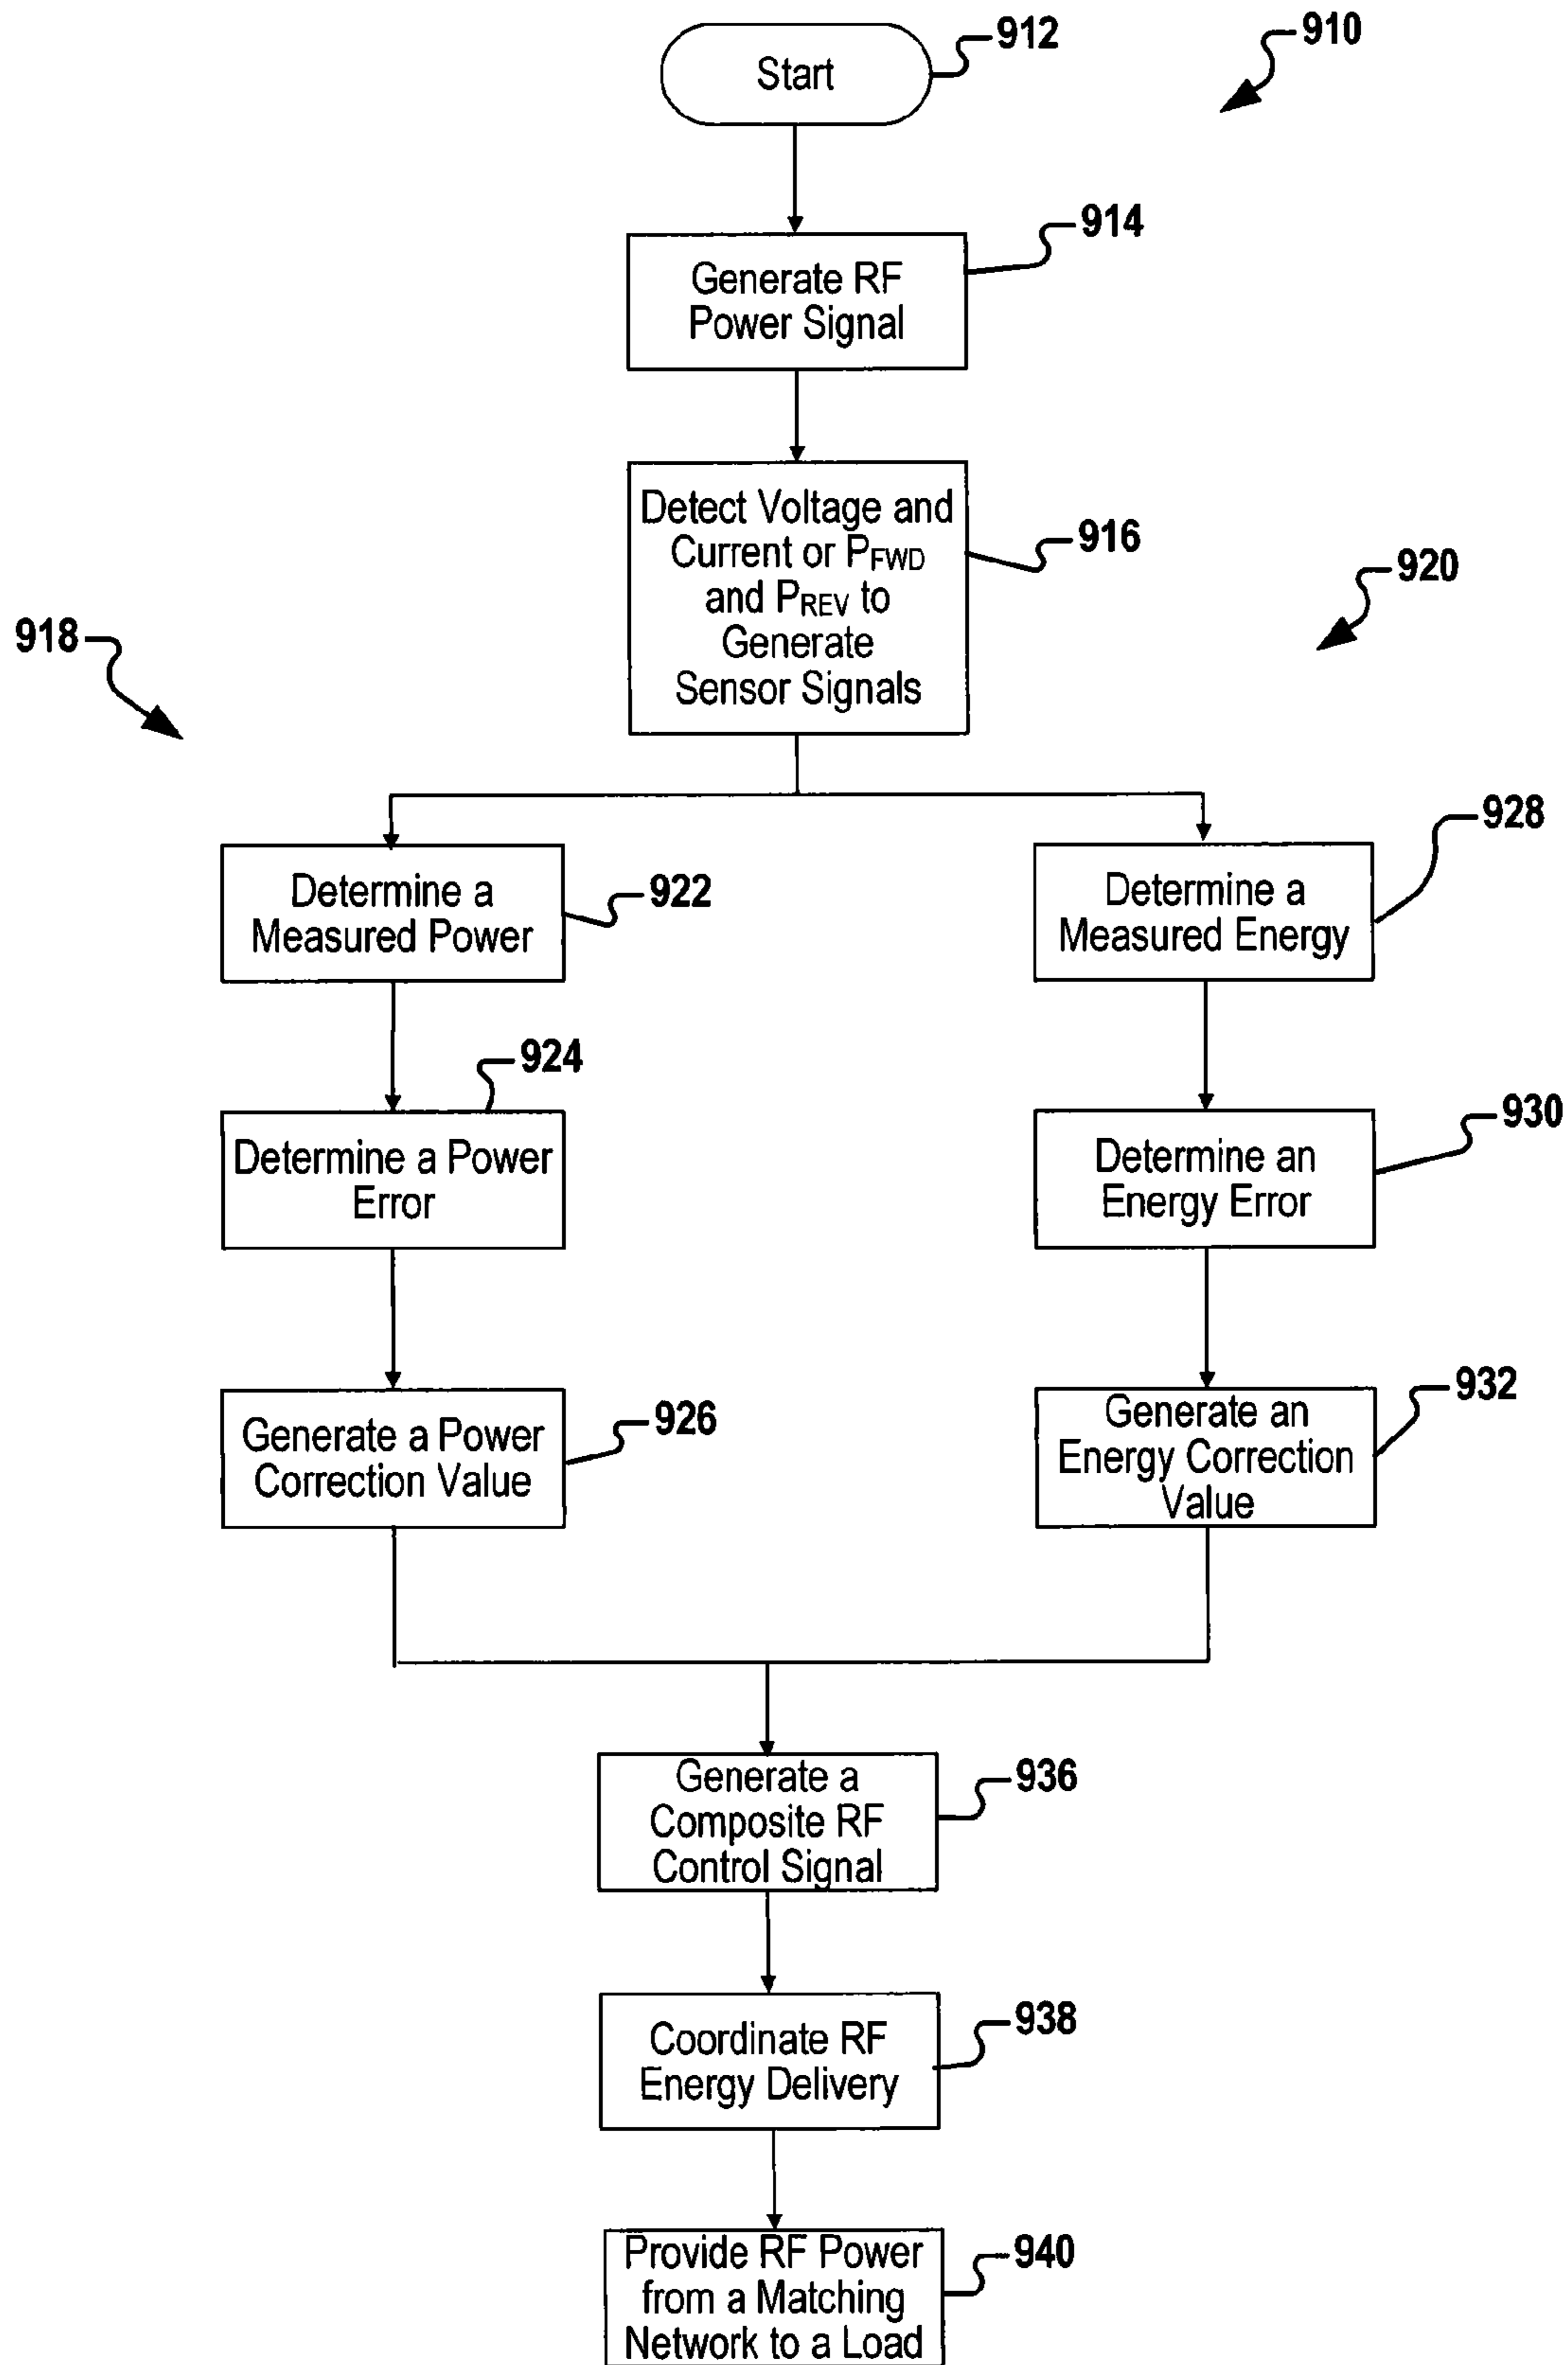 912
910
Start
914
Generate RF
Power Signal
Detect Voltage and
Current or PFWD
and PREV to
Generate
Sensor Signals
916
920
918
928
Determine a
Measured Power
922
Determine a
Measured Energy
924
Determine a Power
Error
930
Determine an
Energy Error
Generate a Power
Correction Value
926
932
Generate an
Energy Correction
Value
Generate a
Composite RF
Control Signal
936
Coordinate RF
Energy Delivery
938
Provide RF Power
from a Matching
Network to a Load
940